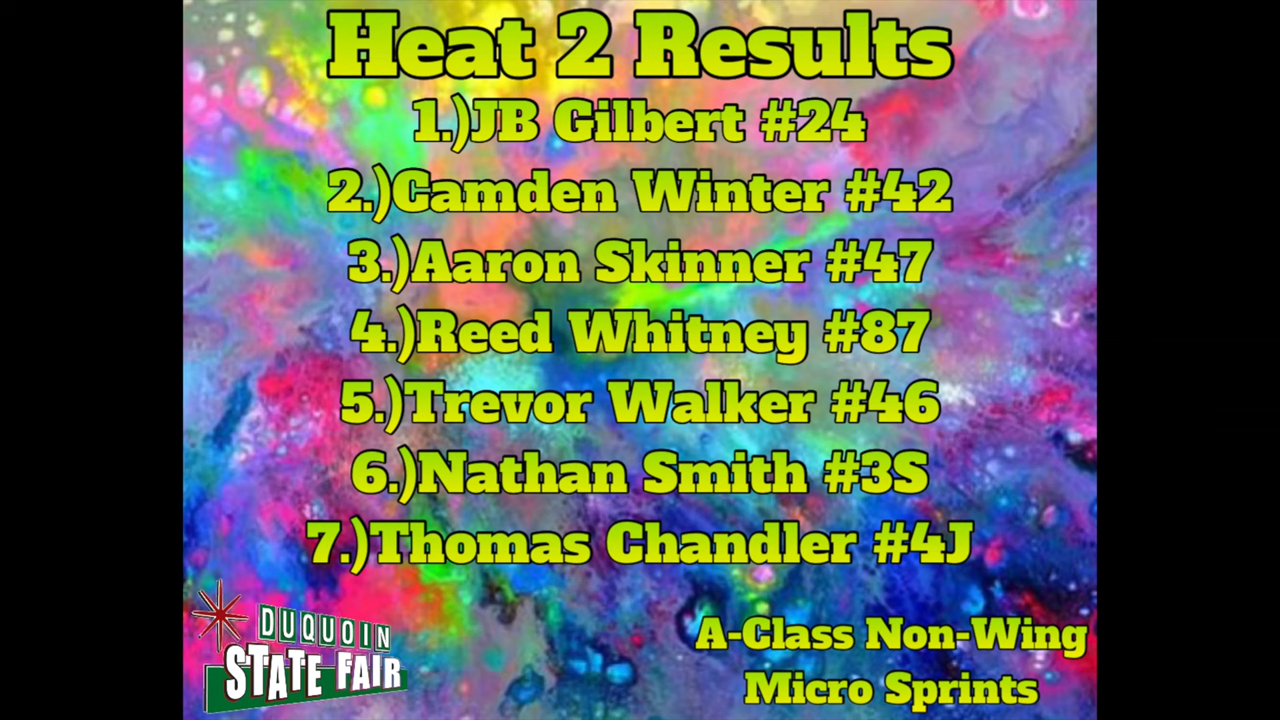 Heat 2 Results
1.)JB Gilbert #24
2.)Camden Winter #42
3.)Aaron Skinner #47
4.)Reed Whitney #87
5.)Trevor Walker #46
6.)Nathan Smith #3S
7.)Thomas Chandler #4J
DUQUOIN
STATE FAIR
A-Class Non-Wing
Micro Sprints